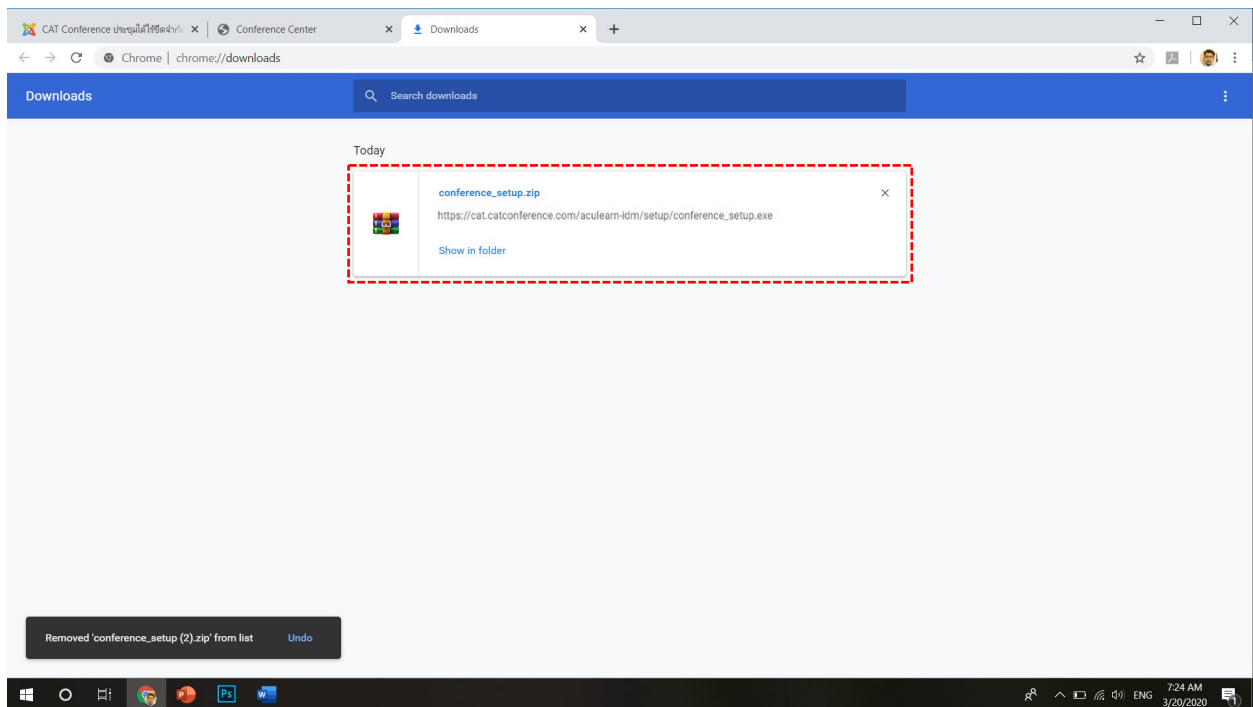 CAT Conference ประชุมได้ไร้ขีดจำกั
Conference Center
Downloads
Chrome | chrome://downloads
Downloads
Search downloads
Today
conference_setup.zip
https://cat.catconference.com/aculearn-idm/setup/conference_setup.exe
Show in folder
Removed 'conference_setup (2).zip' from list
Undo
Ps
ENG
7:24 AM
3/20/2020